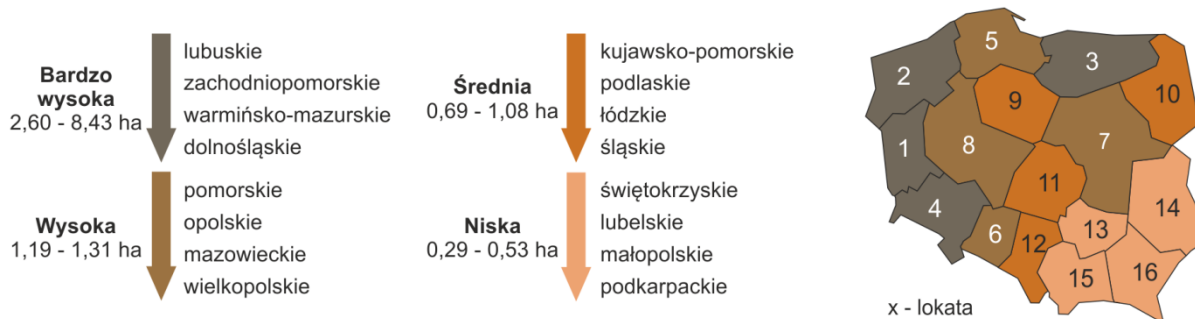 Bardzo
wysoka
2,60 - 8,43 ha
lubuskie
zachodniopomorskie
warmińsko-mazurskie
dolnośląskie
Wysoka
1,19 - 1,31 ha
pomorskie
opolskie
mazowieckie
wielkopolskie
Średnia
0,69 - 1,08 ha
kujawsko-pomorskie
podlaskie
łódzkie
śląskie
Niska
0,29 - 0,53 ha
świętokrzyskie
lubelskie
małopolskie
podkarpackie
5
2
3
10
9
7
1
8
11
14
4
13
6
12
15
16
x - lokata